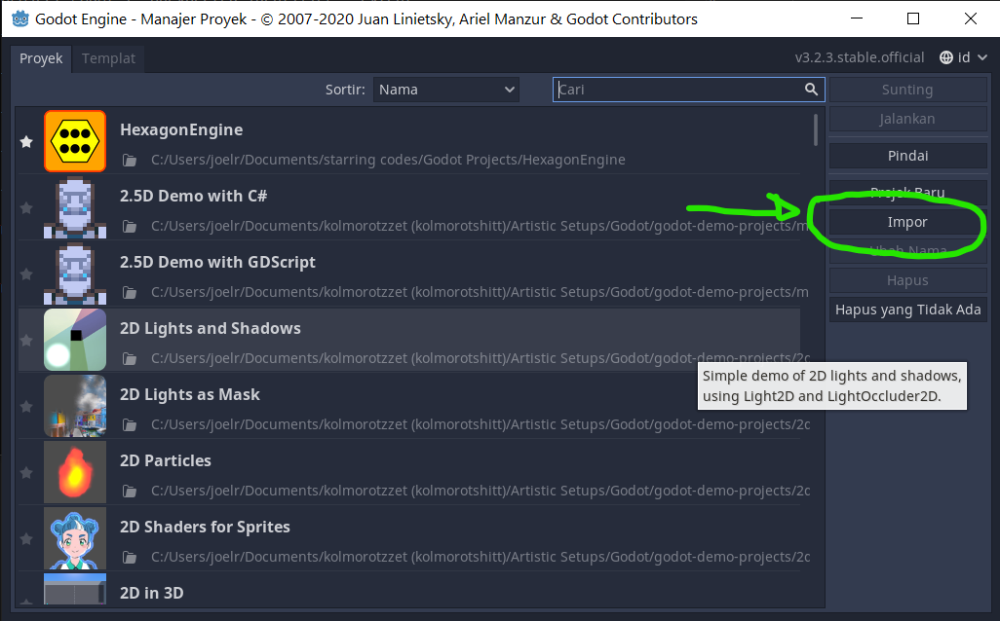 Godot Engine - Manajer Proyek - © 2007-2020 Juan Linietsky, Ariel Manzur & Godot Contributors
Proyek
Templat
v3.2.3.stable.official
id
Sortir:
Nama
Cari
HexagonEngine
C:/Users/joelr/Documents/starring codes/Godot Projects/HexagonEngine
2.5D Demo with C#
C:/Users/joelr/Documents/kolmorotzzet (kolmorotshitt)/Artistic Setups/Godot/godot-demo-projects/m
2.5D Demo with GDScript
C:/Users/joelr/Documents/kolmorotzzet (kolmorotshitt)/Artistic Setups/Godot/godot-demo-projects/m
2D Lights and Shadows
C:/Users/joelr/Documents/kolmorotzzet (kolmorotshitt)/Artistic Setups/Godot/godot-demo-projects/2d
2D Lights as Mask
C:/Users/joelr/Documents/kolmorotzzet (kolmorotshitt)/Artistic Setups/Godot/godot-demo-projects/2d
2D Particles
C:/Users/joelr/Documents/kolmorotzzet (kolmorotshitt)/Artistic Setups/Godot/godot-demo-projects/2d
2D Shaders for Sprites
C:/Users/joelr/Documents/kolmorotzzet (kolmorotshitt)/Artistic Setups/Godot/godot-demo-projects/2d
2D in 3D
Sunting
Jalankan
Pindai
Projek Baru
Impor
Ubah Nama
Hapus
Hapus yang Tidak Ada
Simple demo of 2D lights and shadows,
using Light2D and LightOccluder2D.